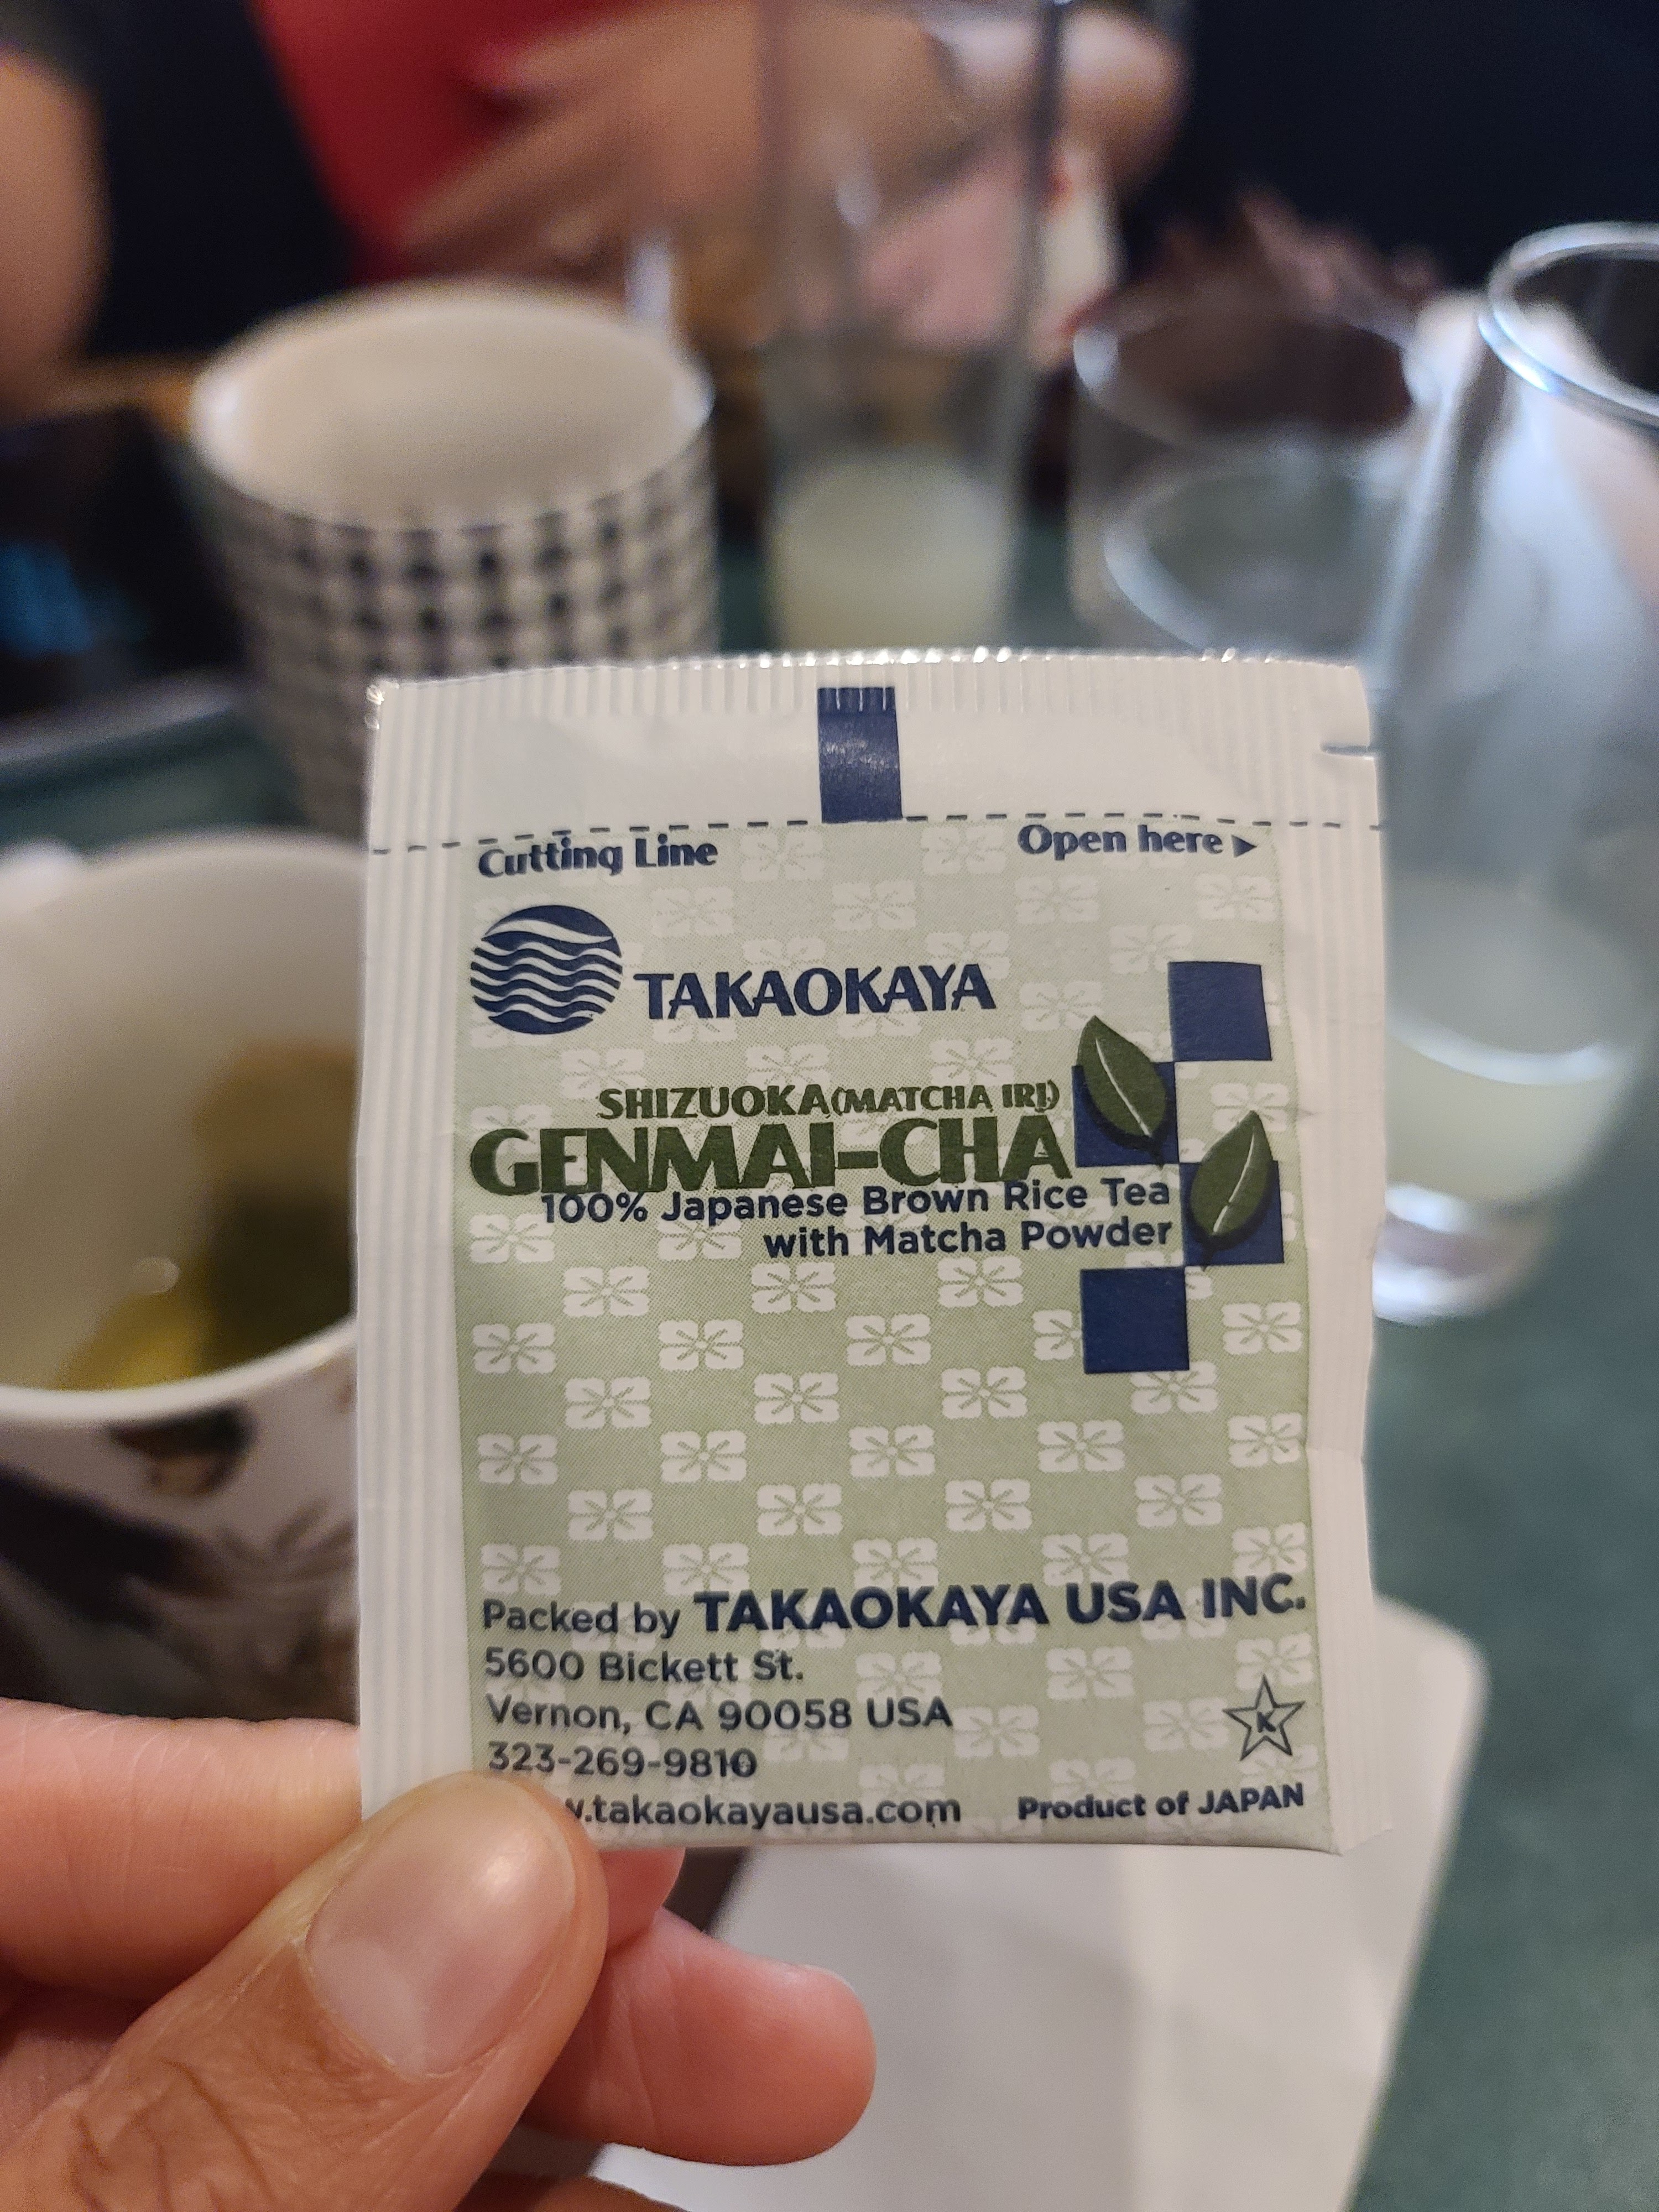 Cutting Line Open here ▶
TAKAOKAYA
SHIZUOKA(MATCHA IRI)
GENMAI-CHA
100% Japanese Brown Rice Tea
with Matcha Powder
Packed by TAKAOKAYA USA INC.
5600 Bickett St.
Vernon, CA 90058 USA
323-269-9810
K
w.takaokayausa.com Product of JAPAN